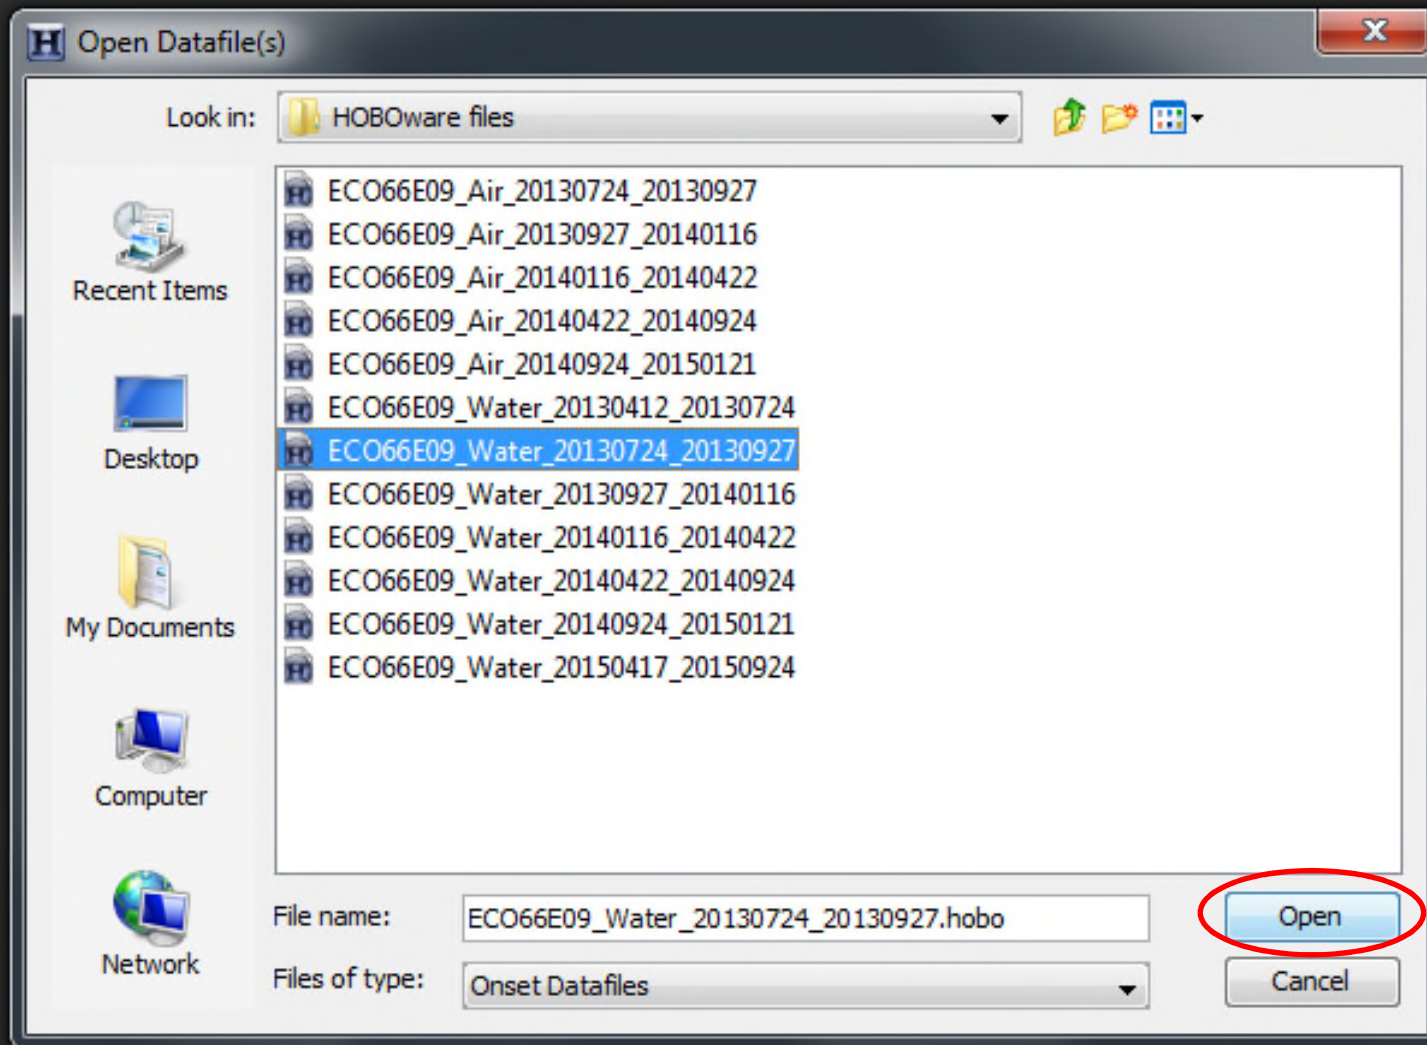 Open Datafile(s)
Look in: HOBOware files
Recent Items
Desktop
My Documents
Computer
Network
ECO66E09_Air_20130724_20130927
ECO66E09_Air_20130927_20140116
ECO66E09_Air_20140116_20140422
ECO66E09_Air_20140422_20140924
ECO66E09_Air_20140924_20150121
ECO66E09_Water_20130412_20130724
ECO66E09_Water_20130724_20130927
ECO66E09_Water_20130927_20140116
ECO66E09_Water_20140116_20140422
ECO66E09_Water_20140422_20140924
ECO66E09_Water_20140924_20150121
ECO66E09_Water_20150417_20150924
File name: ECO66E09_Water_20130724_20130927.hobo Open
Files of type: Onset Datafiles Cancel